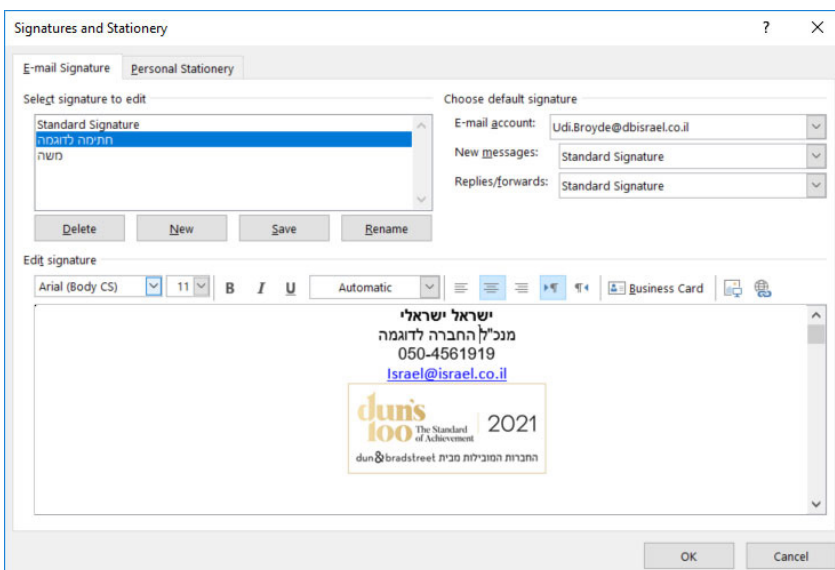 Signatures and Stationery
? X
E-mail Signature Personal Stationery
Select signature to edit
Standard Signature
חתימה לדוגמה
משה
Delete New Save Rename
Choose default signature
E-mail account: Udi.Broyde@dbisrael.co.il
New messages: Standard Signature
Replies/forwards: Standard Signature
Edit signature
Arial (Body CS) 11 B I U Automatic Business Card
ישראל ישראלי
מנכ"ל החברה לדוגמה
050-4561919
Israel@israel.co.il
dun's
100 The Standard
of Achievement
2021
החברות המובילות מבית dun&bradstreet
OK Cancel